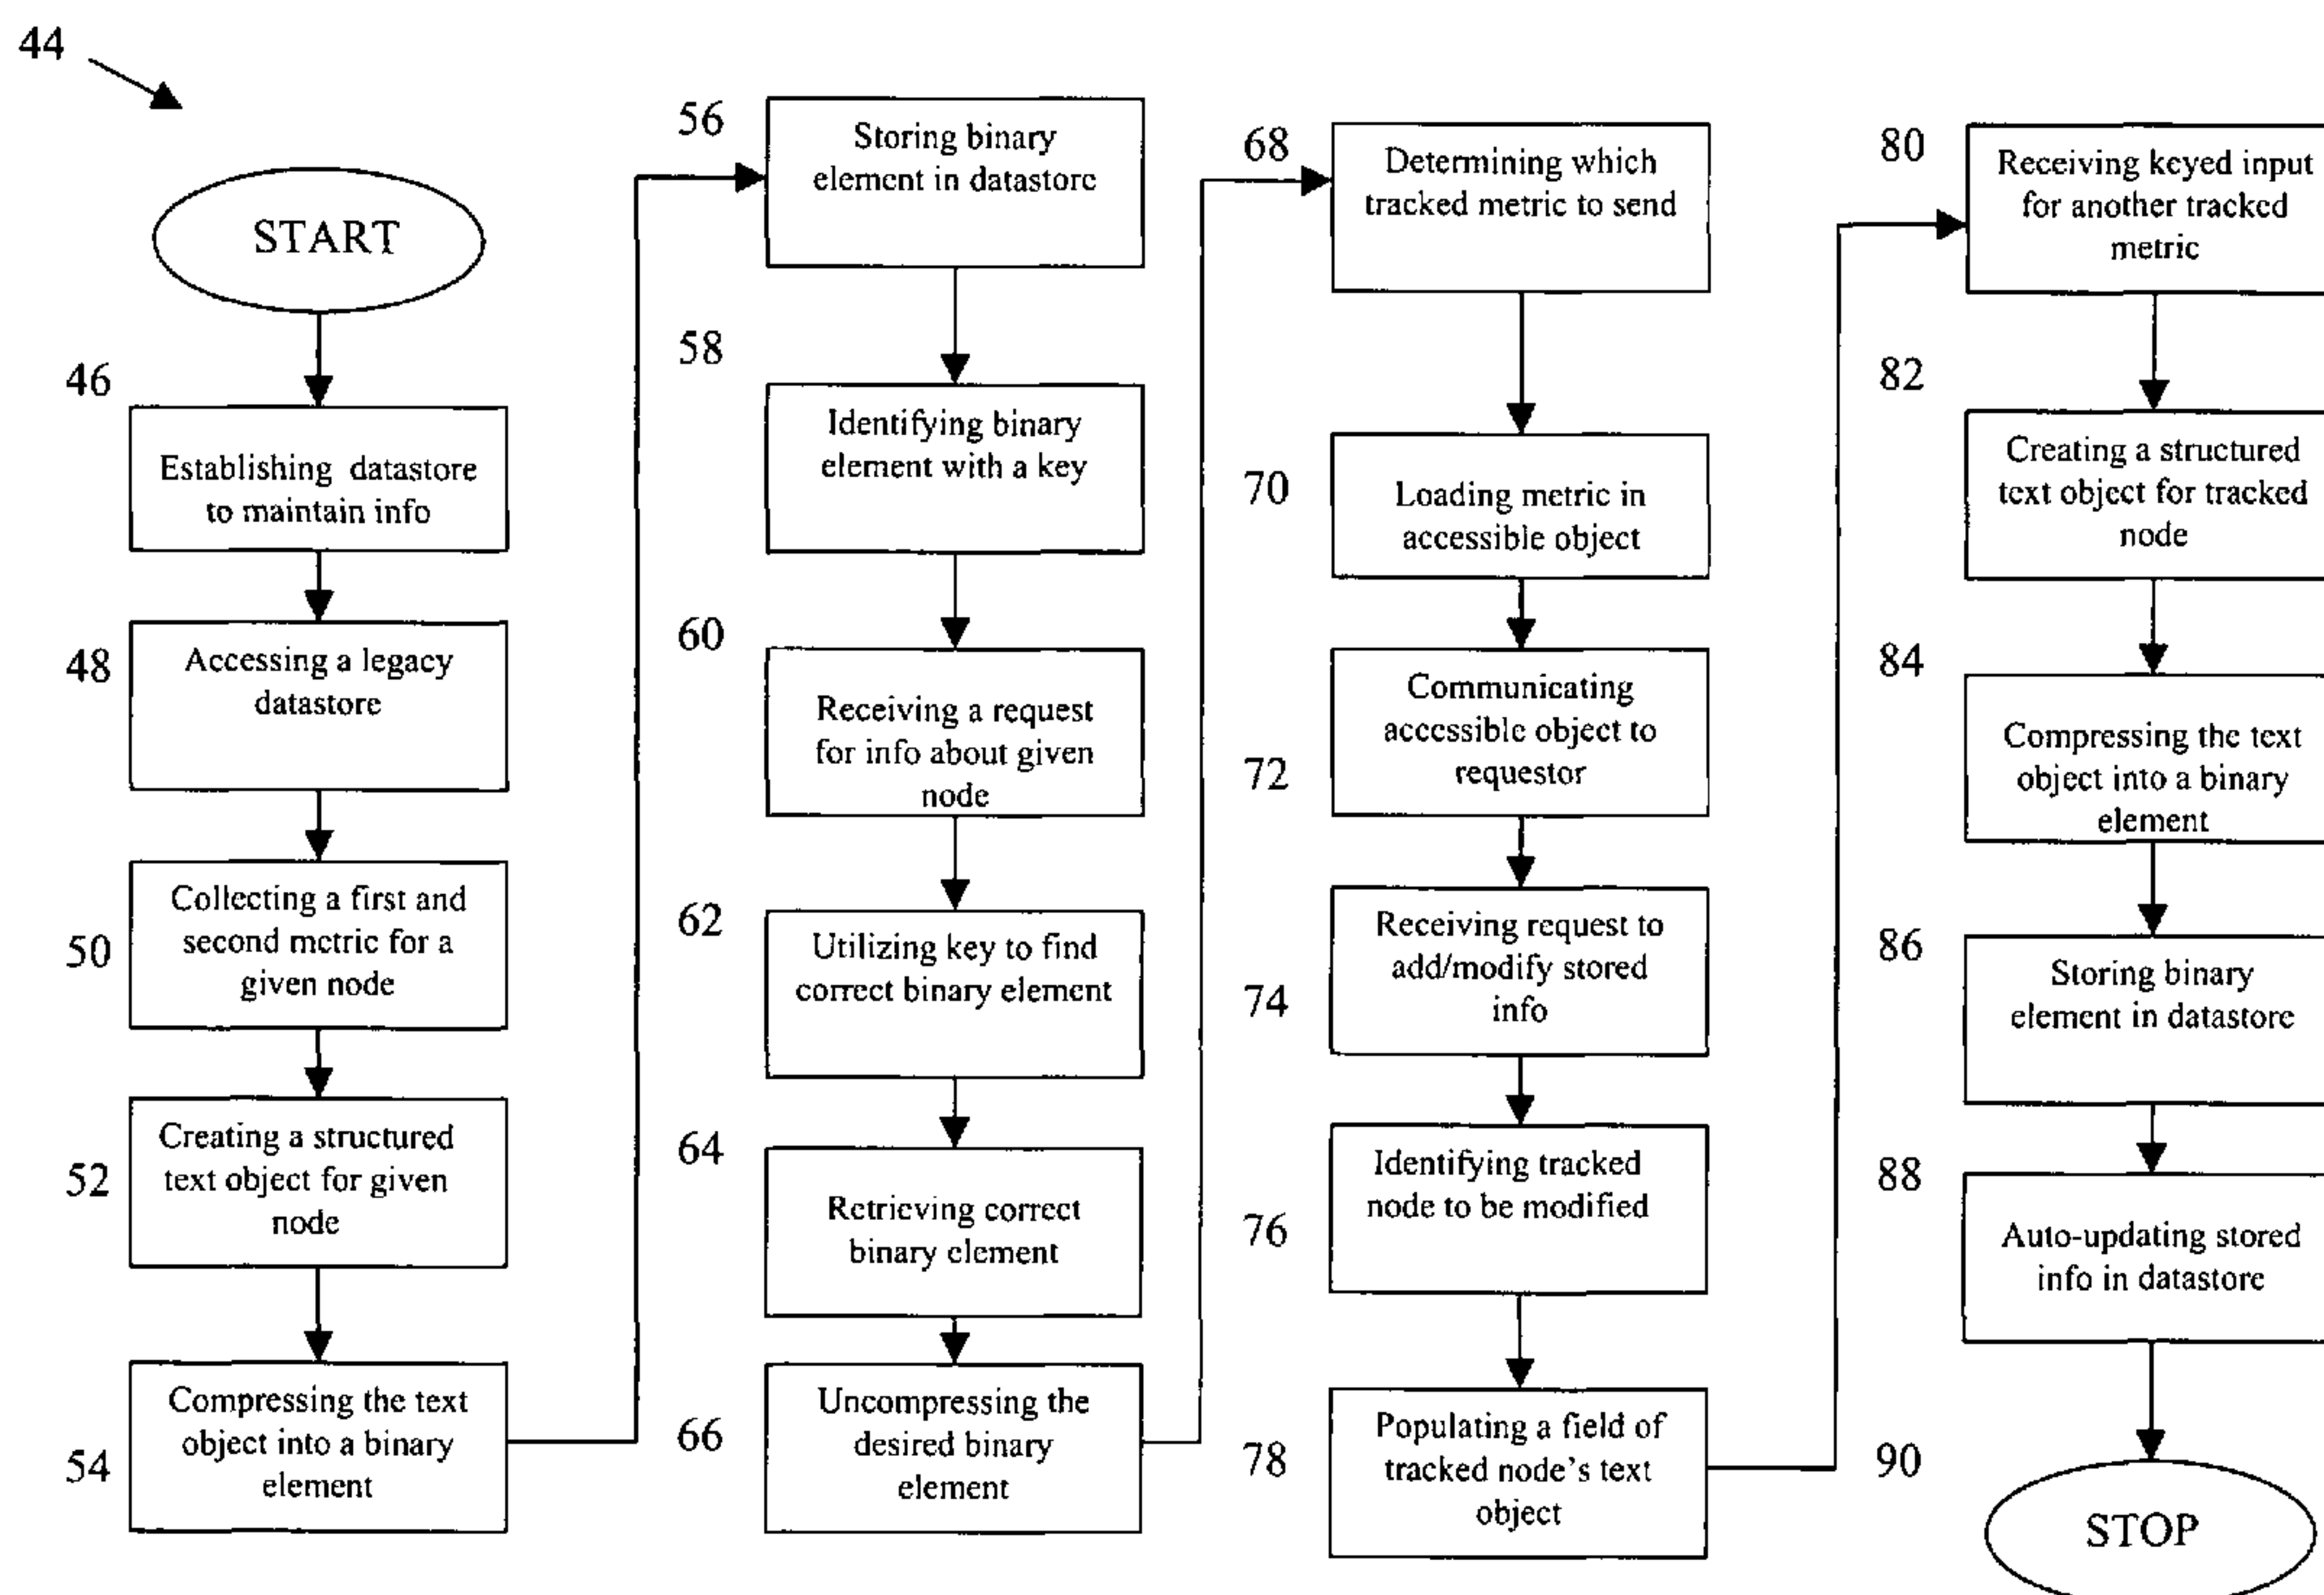 44
START
46
Establishing datastore
to maintain info
48
Accessing a legacy
datastore
50
Collecting a first and
second metric for a
given node
52
Creating a structured
text object for given
node
54
Compressing the text
object into a binary
element
56
Storing binary
element in datastore
58
Identifying binary
element with a key
60
Receiving a request
for info about given
node
62
Utilizing key to find
correct binary element
64
Retrieving correct
binary element
66
Uncompressing the
desired binary
element
68
Determining which
tracked metric to send
70
Loading metric in
accessible object
72
Communicating
accessible object to
requestor
74
Receiving request to
add/modify stored
info
76
Identifying tracked
node to be modified
78
Populating a field of
tracked node's text
object
80
Receiving keyed input
for another tracked
metric
82
Creating a structured
text object for tracked
node
84
Compressing the text
object into a binary
element
86
Storing binary
element in datastore
88
Auto-updating stored
info in datastore
90
STOP